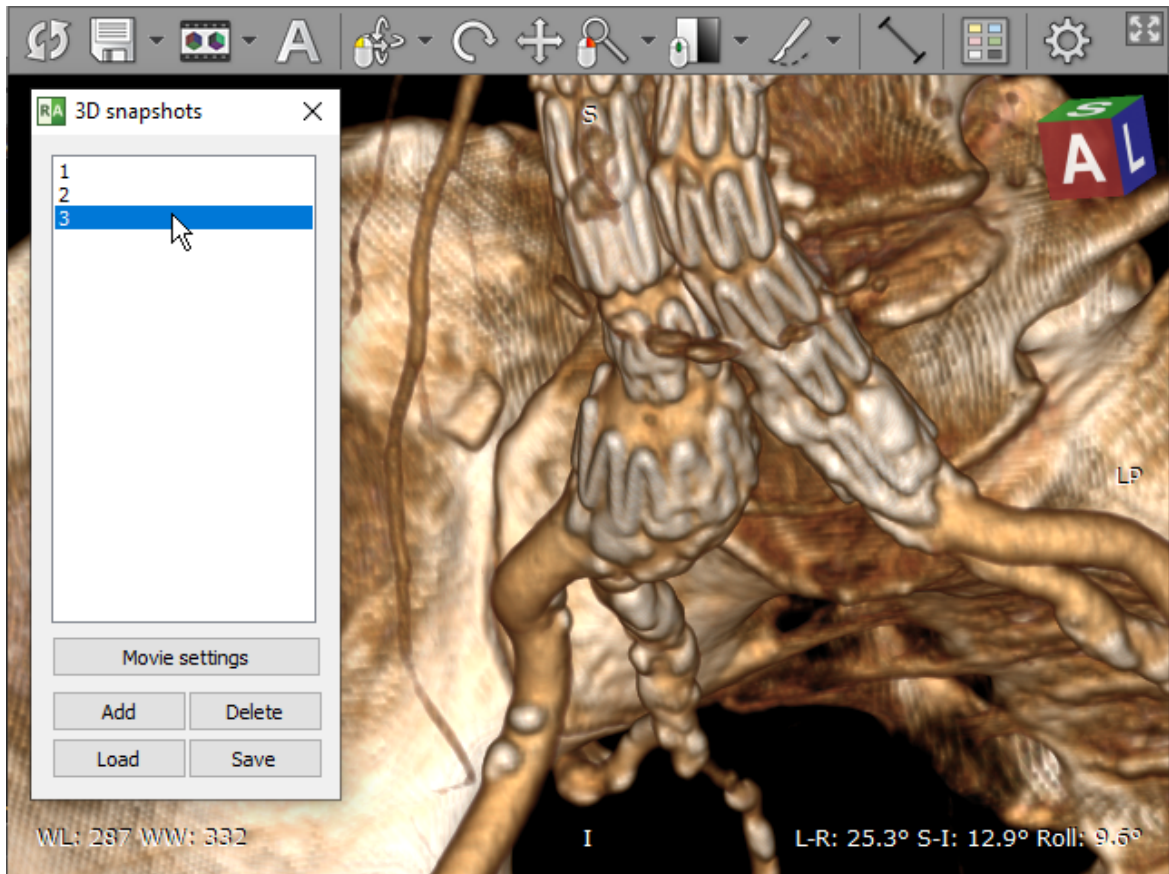 A
RA 3D snapshots
S
S
A L
1
2
3
LP
Movie settings
Add Delete
Load Save
WL: 287 WW: 332
I
L-R: 25.3° S-I: 12.9° Roll: 9.6°